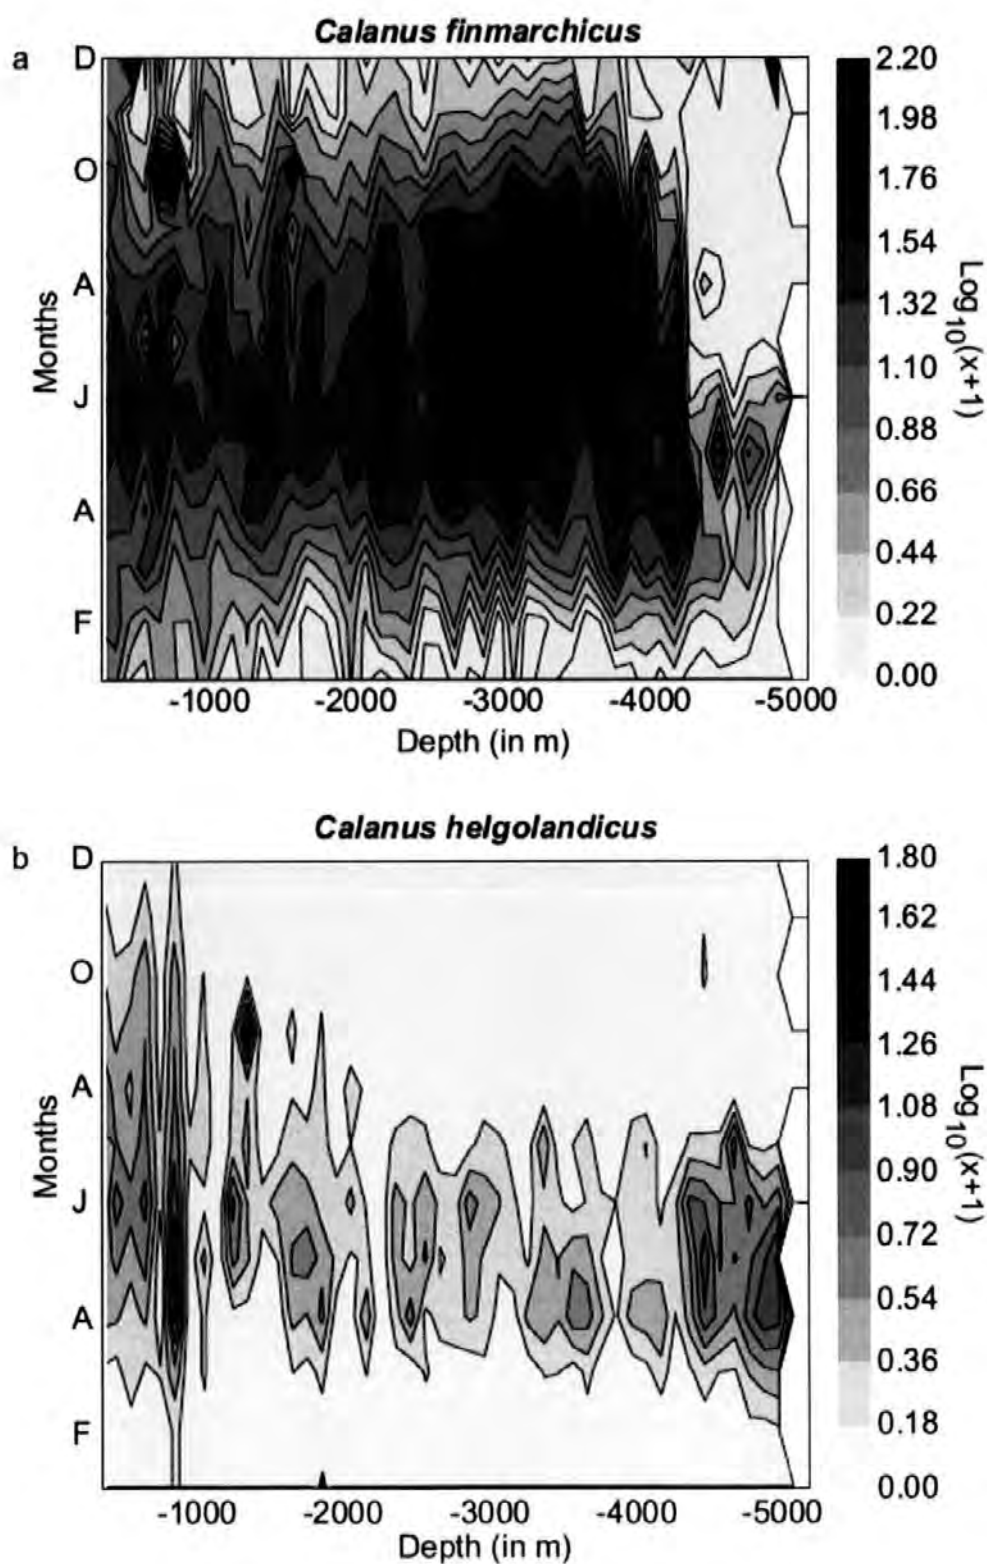 Calanus finmarchicus
a
D
O
A
J
A
F
Months
-1000 -2000 -3000 -4000 -5000
Depth (in m)
2.20
1.98
1.76
1.54
1.32
1.10
0.88
0.66
0.44
0.22
0.00
Log10(x+1)
Calanus helgolandicus
b
D
O
A
J
A
F
Months
-1000 -2000 -3000 -4000 -5000
Depth (in m)
1.80
1.62
1.44
1.26
1.08
0.90
0.72
0.54
0.36
0.18
0.00
Log10(x+1)